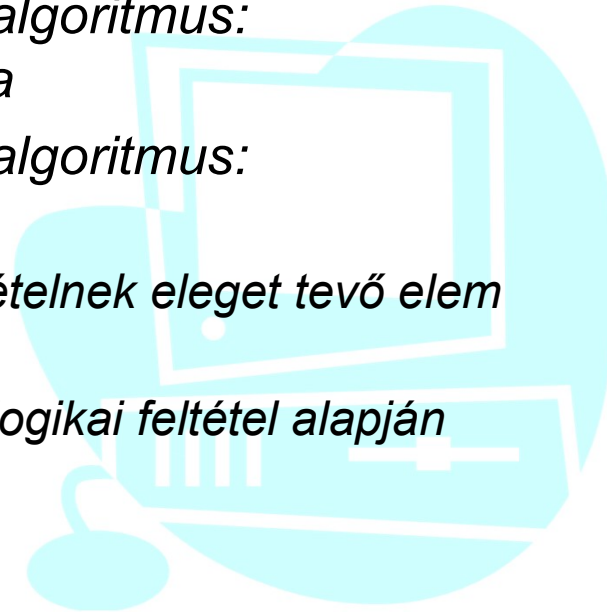 algoritmus:
a
algoritmus:
ételnek eleget tevő elem
ogikai feltétel alapján